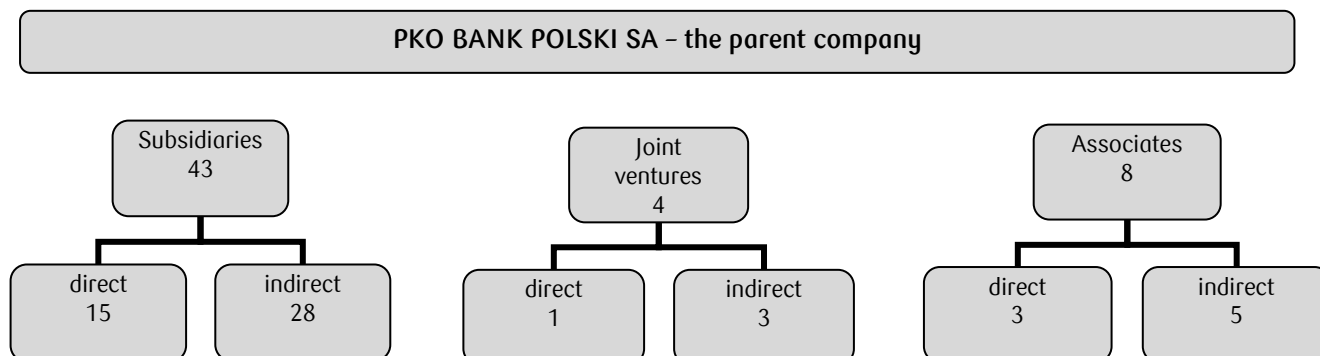 PKO BANK POLSKI SA – the parent company
Subsidiaries
43
direct
15
indirect
28
Joint
ventures
4
direct
1
indirect
3
Associates
8
direct
3
indirect
5